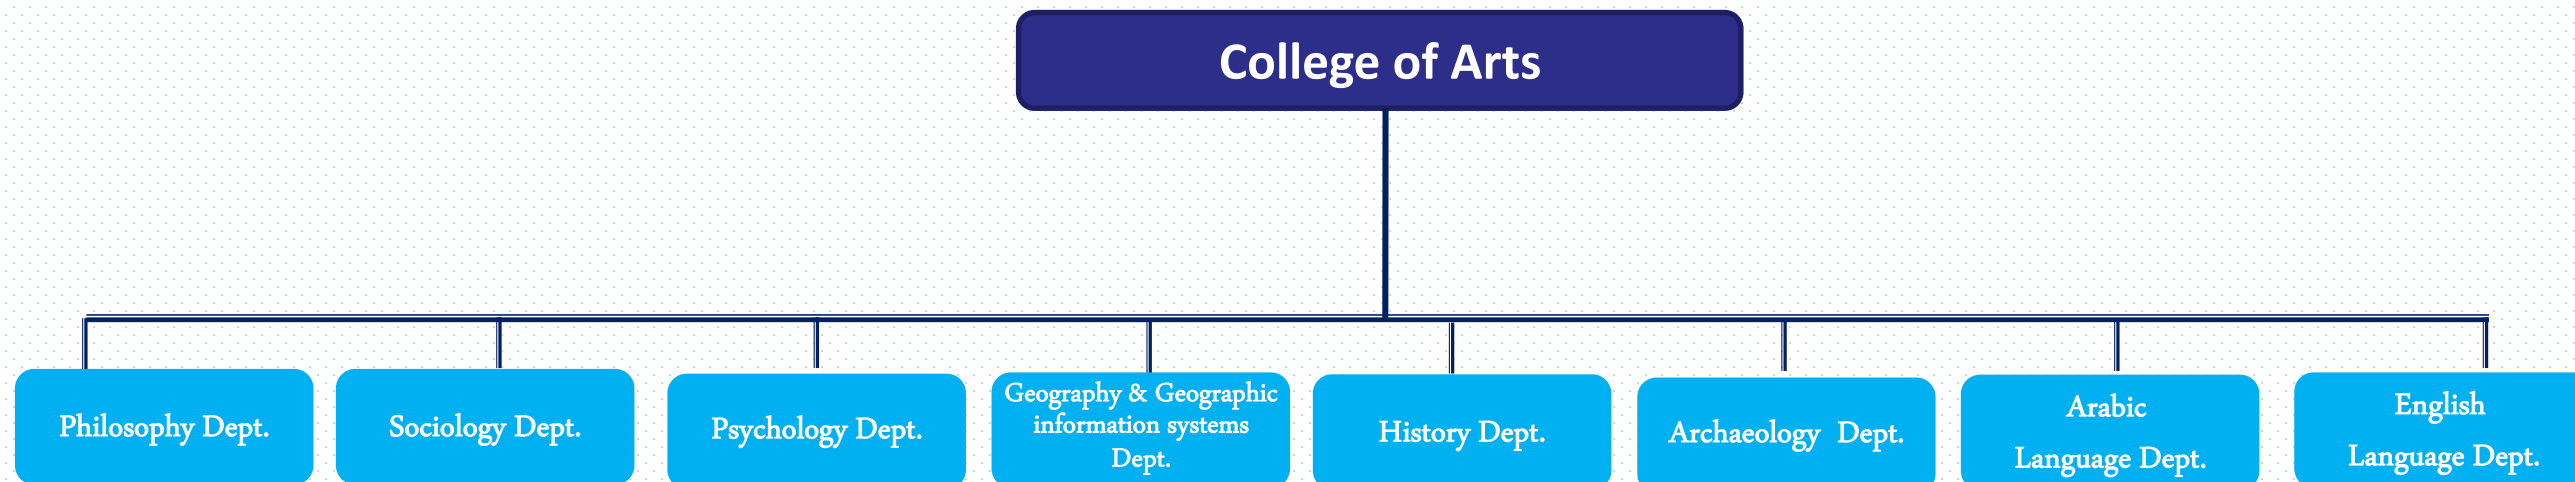 College of Arts
Philosophy Dept.
Sociology Dept.
Psychology Dept.
Geography & Geographic
information systems
Dept.
History Dept.
Archaeology Dept.
Arabic
Language Dept.
English
Language Dept.